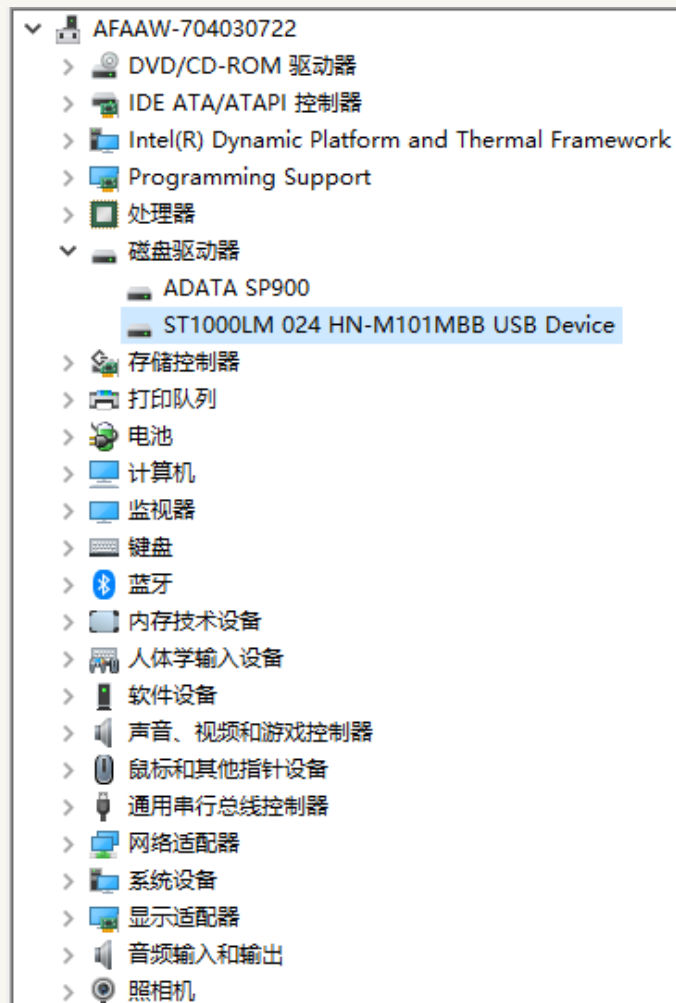 AFAAW-704030722
DVD/CD-ROM 驱动器
IDE ATA/ATAPI 控制器
Intel(R) Dynamic Platform and Thermal Framework
Programming Support
处理器
磁盘驱动器
ADATA SP900
ST1000LM 024 HN-M101MBB USB Device
存储控制器
打印队列
电池
计算机
监视器
键盘
蓝牙
内存技术设备
人体学输入设备
软件设备
声音、视频和游戏控制器
鼠标和其他指针设备
通用串行总线控制器
网络适配器
系统设备
显示适配器
音频输入和输出
照相机